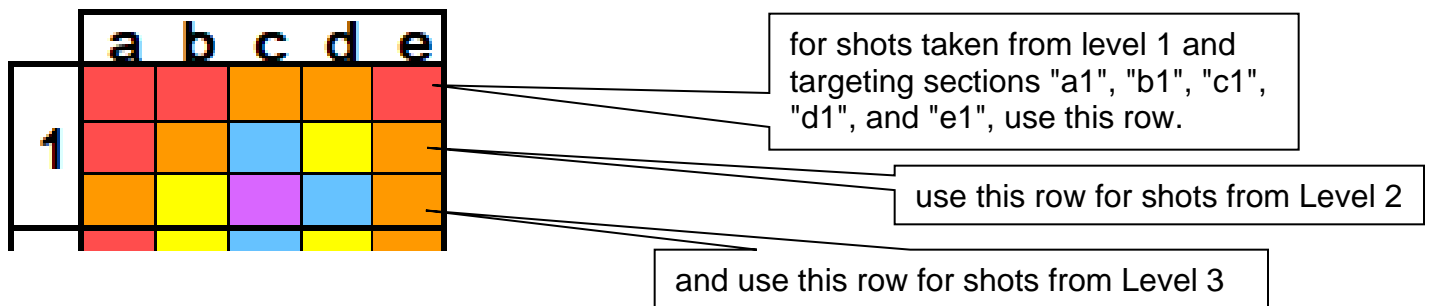 a b c d e
for shots taken from level 1 and
targeting sections "a1", "b1", "c1",
"d1", and "e1", use this row.
1
use this row for shots from Level 2
and use this row for shots from Level 3